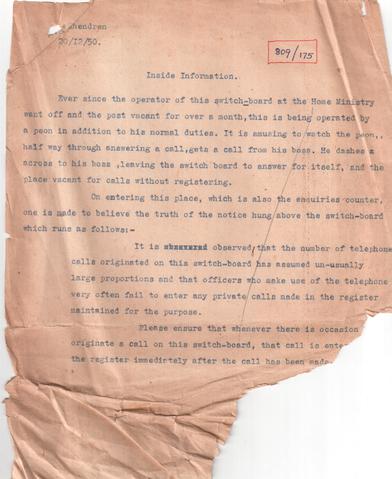 hendren
20/12/50.
809/175
Inside Information.
Ever since the operator of this switch-board at the Home Ministry
went off and the post vacant for over a month,this is being operated by
a peon in addition to his normal duties. It is amusing to watch the peon,,
half way through answering a call,gets a call from his boss. He dashes
across to his boss ,leaving the switch board to answer for itself, and the
place vacant for calls without registering.
On entering this place, which is also the enquiries counter,
one is made to believe the truth of the notice hung above the switch-board
which runs as follows:-
It is observed that the number of telephone
calls originated on this switch-board has assumed un-usually
large proportions and that officers who make use of the telephone
very often fail to enter any private calls made in the register
maintained for the purpose.
Please ensure that whenever there is occasion
originate a call on this switch-board, that call is ente
the register immedirtely after the call has been made